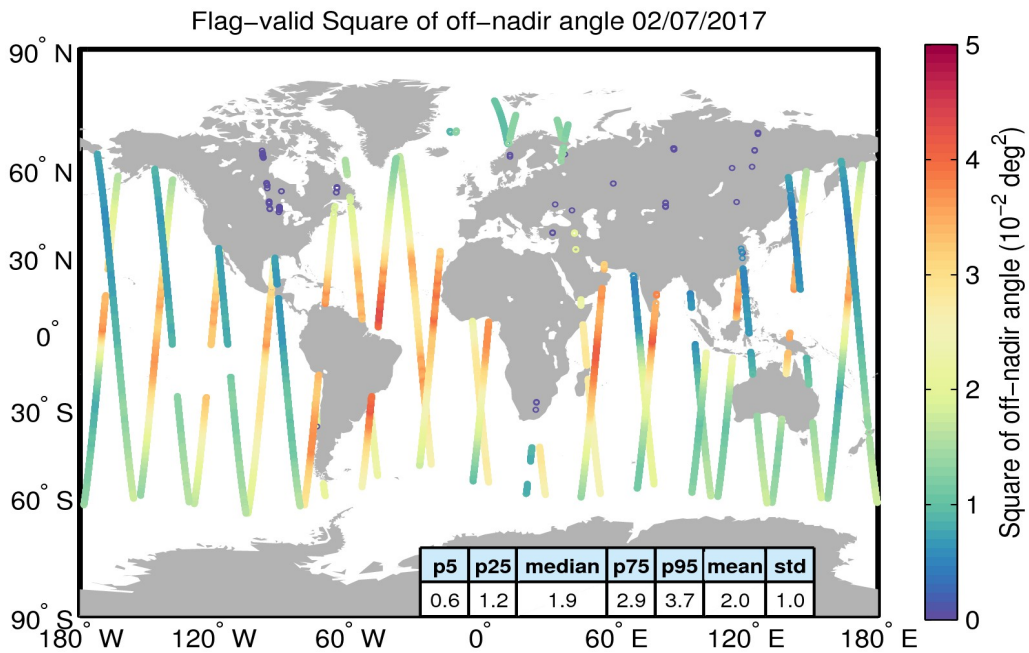 Flag−valid Square of off−nadir angle 02/07/2017
90° N
60° N
30° N
0°
30° S
60° S
90° S
180° W
120° W
60° W
0°
60° E
120° E
180° E
p5 p25 median p75 p95 mean std
0.6 1.2 1.9 2.9 3.7 2.0 1.0
5
4
3
2
1
0
Square of off−nadir angle (10⁻² deg²)